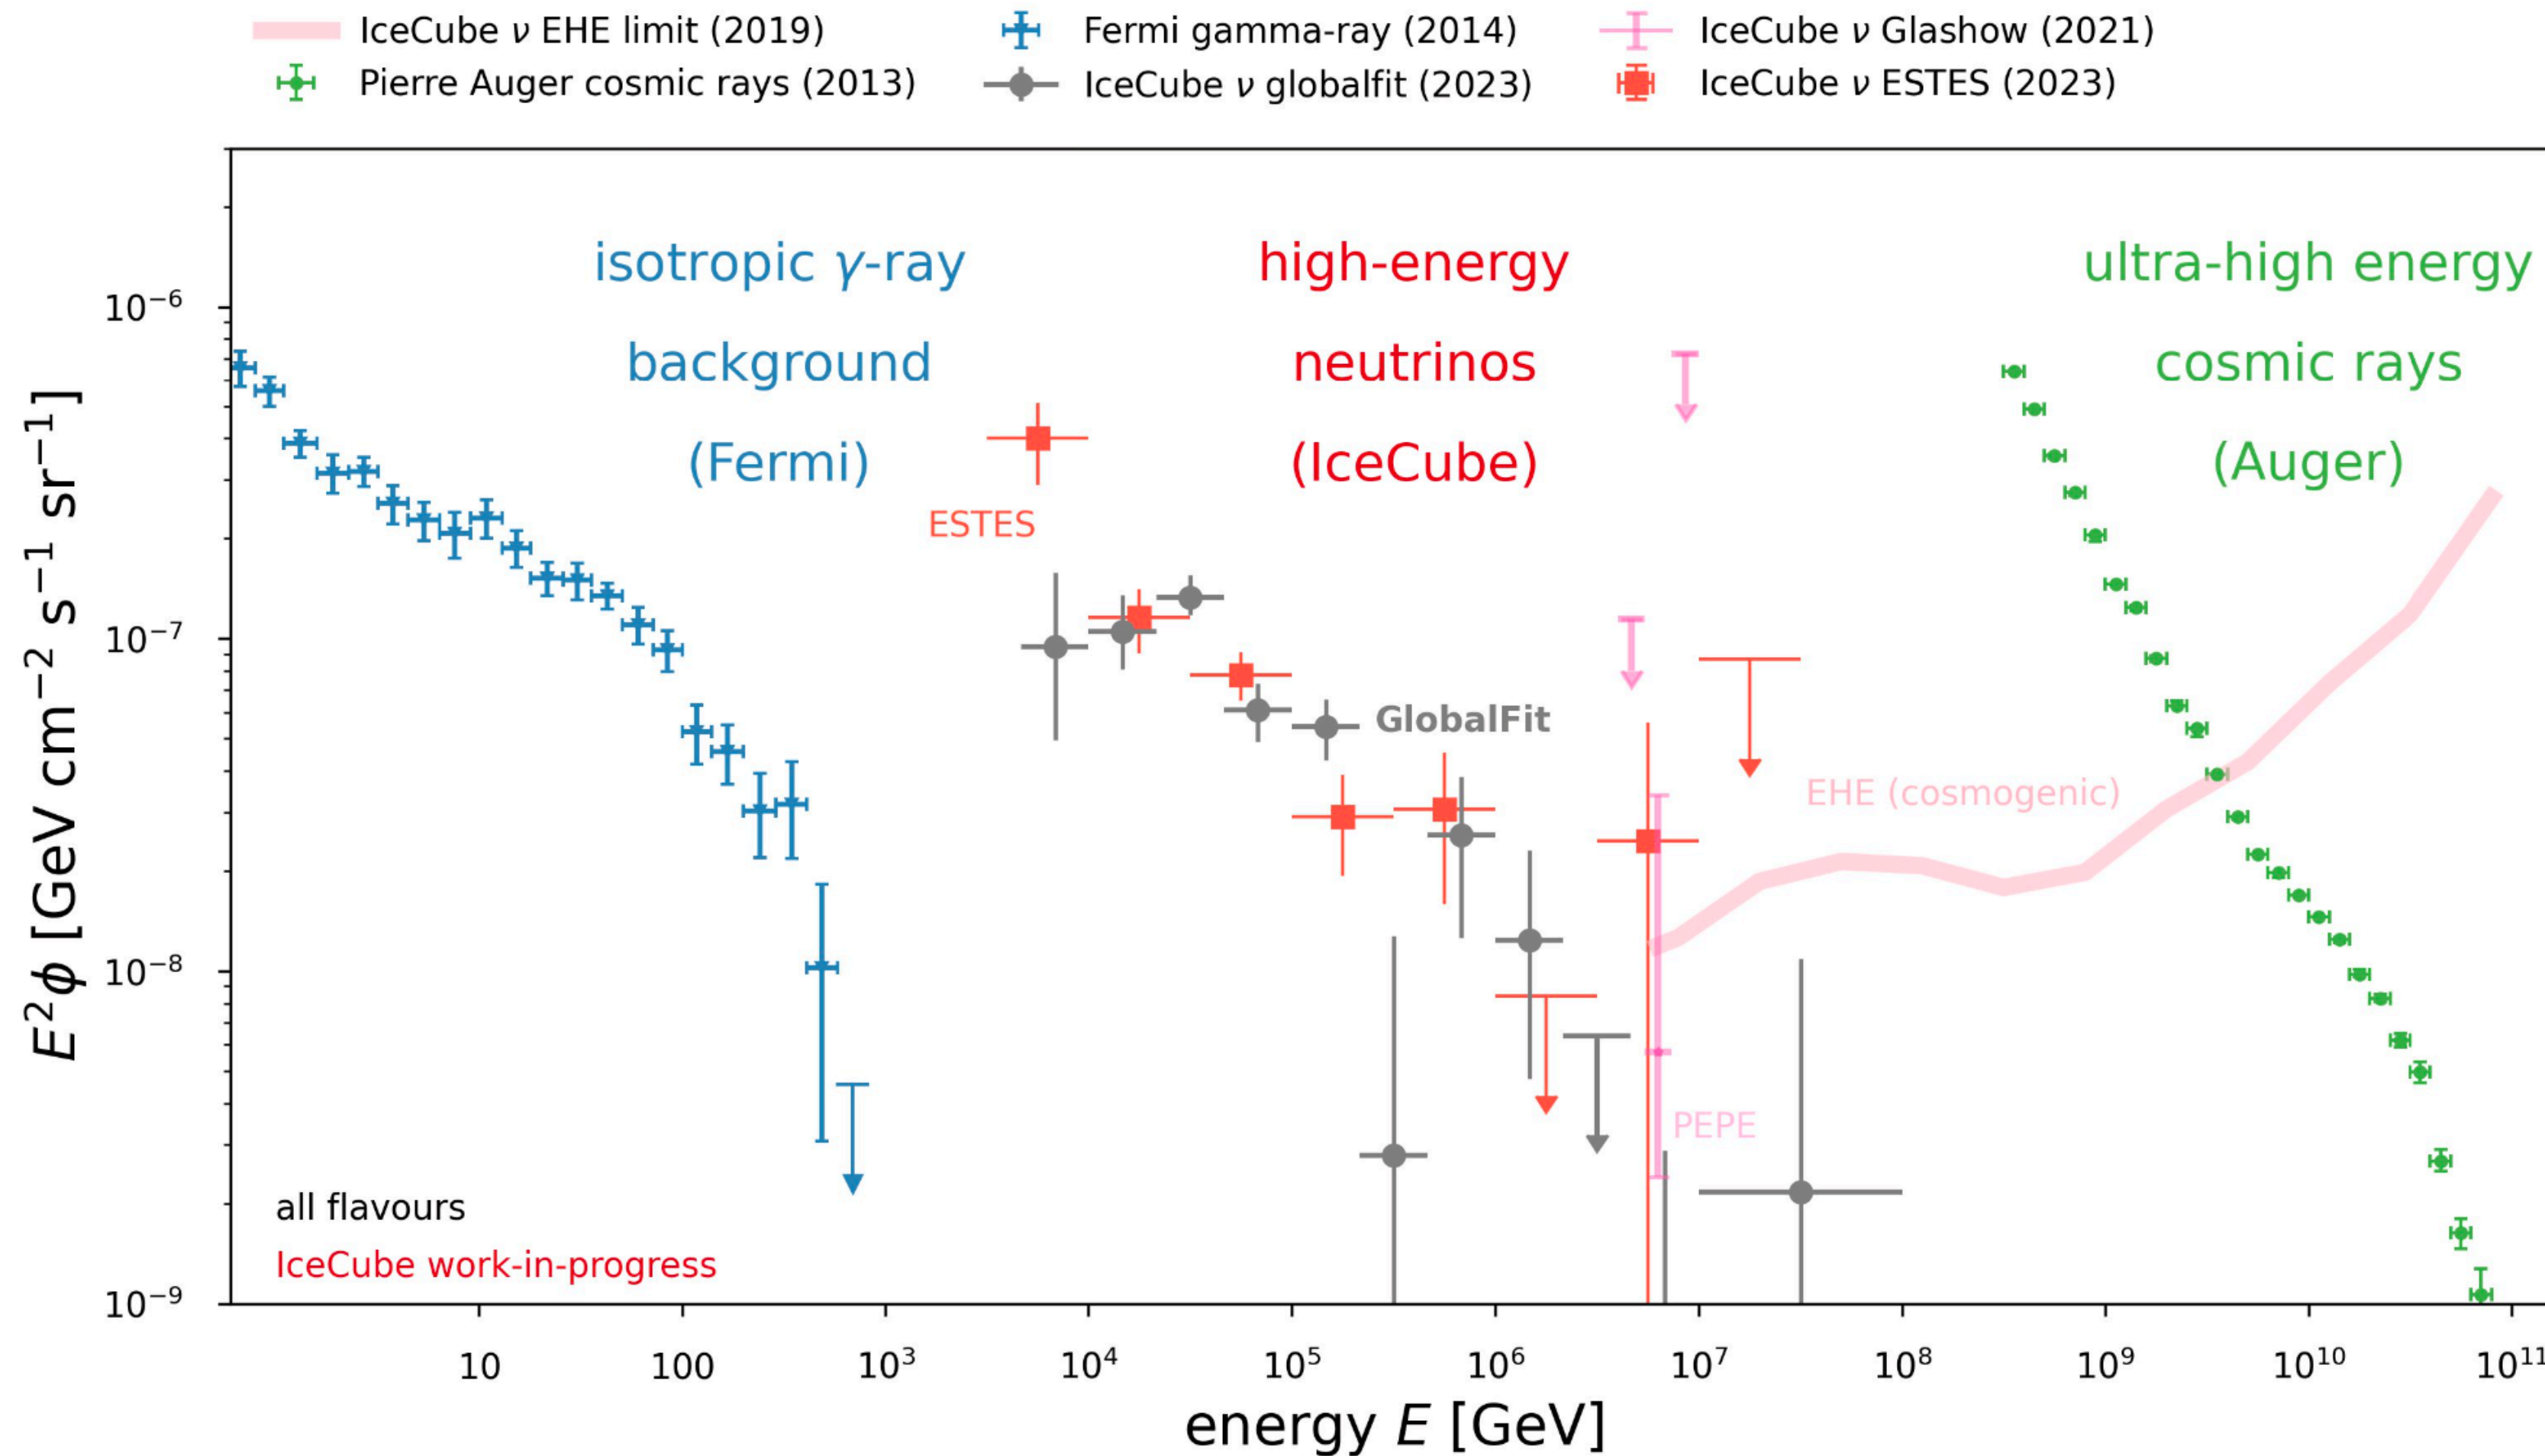 IceCube ν EHE limit (2019)
Pierre Auger cosmic rays (2013)
Fermi gamma-ray (2014)
IceCube ν globalfit (2023)
IceCube ν Glashow (2021)
IceCube ν ESTES (2023)
isotropic γ-ray
background
(Fermi)
high-energy
neutrinos
(IceCube)
ultra-high energy
cosmic rays
(Auger)
ESTES
GlobalFit
EHE (cosmogenic)
PEPE
all flavours
IceCube work-in-progress
E²ϕ [GeV cm⁻² s⁻¹ sr⁻¹]
10⁻⁶
10⁻⁷
10⁻⁸
10⁻⁹
10 100 10³ 10⁴ 10⁵ 10⁶ 10⁷ 10⁸ 10⁹ 10¹⁰ 10¹¹
energy E [GeV]